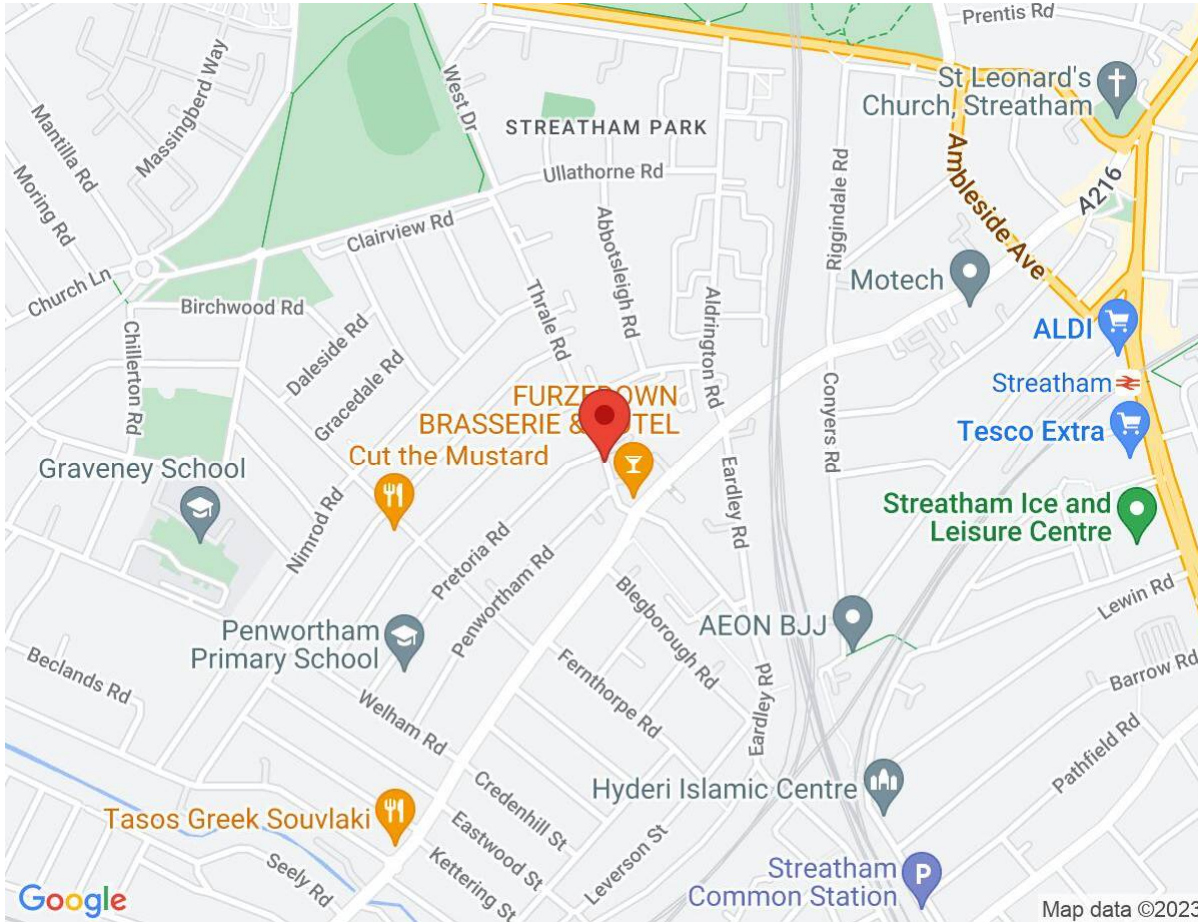 Prentis Rd
St Leonard's
Church, Streatham
Massingberd Way
West Dr
STREATHAM PARK
Mantilla Rd
Moring Rd
Ullathorne Rd
Ambleside Ave
A216
Abbotsleigh Rd
Riggindale Rd
Clairview Rd
Church Ln
Motech
Birchwood Rd
Thrale Rd
Aldrington Rd
ALDI
Chillerton Rd
Daleside Rd
Gracedale Rd
Streatham
FURZEDOWN
BRASSERIE & HOTEL
Conyers Rd
Tesco Extra
Cut the Mustard
Graveney School
Eardley Rd
Streatham Ice and
Leisure Centre
Nimrod Rd
Pretoria Rd
Penwortham Rd
Blegborough Rd
Lewin Rd
AEON BJJ
Penwortham
Primary School
Beclands Rd
Fernthorpe Rd
Barrow Rd
Welham Rd
Eardley Rd
Pathfield Rd
Hyderi Islamic Centre
Tasos Greek Souvlaki
Credenhill St
Eastwood St
Kettering St
Leverson St
Seely Rd
Streatham
Common Station
P
Google
Map data ©2023